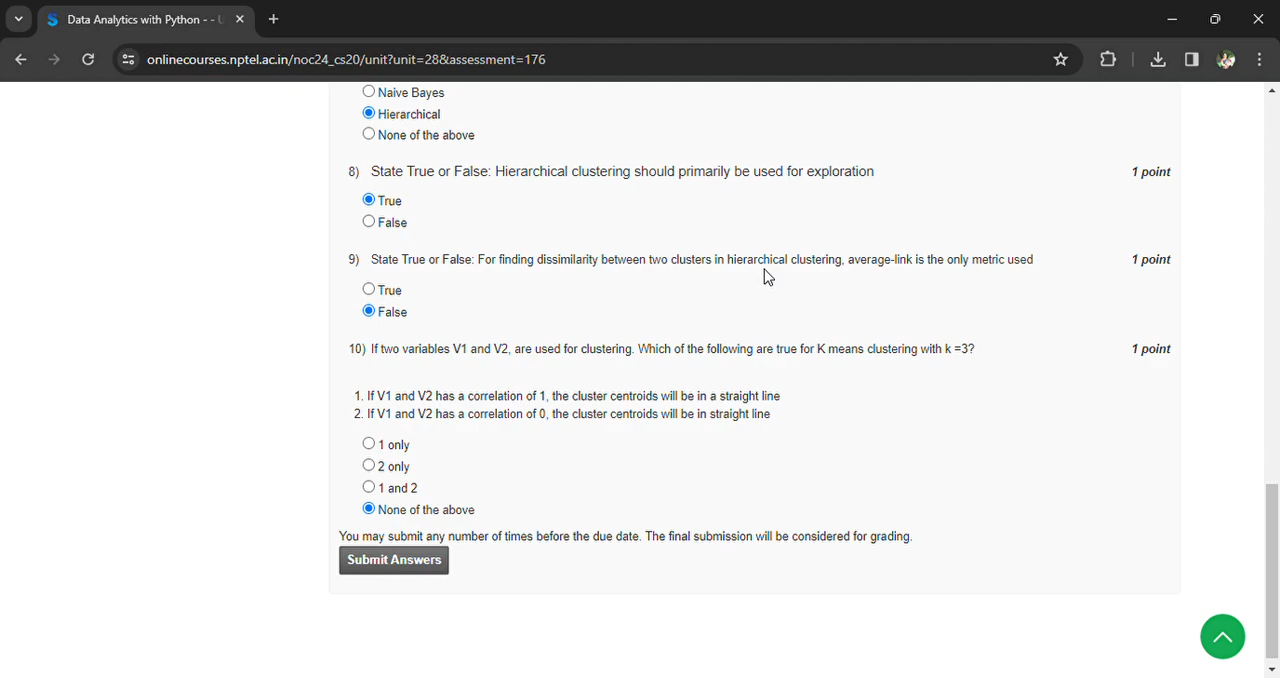 Data Analytics with Python - - U
onlinecourses.nptel.ac.in/noc24_cs20/unit?unit=28&assessment=176
Naive Bayes
Hierarchical
None of the above
8) State True or False: Hierarchical clustering should primarily be used for exploration 1 point
True
False
9) State True or False: For finding dissimilarity between two clusters in hierarchical clustering, average-link is the only metric used 1 point
True
False
10) If two variables V1 and V2, are used for clustering. Which of the following are true for K means clustering with k =3? 1 point
1. If V1 and V2 has a correlation of 1, the cluster centroids will be in a straight line
2. If V1 and V2 has a correlation of 0, the cluster centroids will be in straight line
1 only
2 only
1 and 2
None of the above
You may submit any number of times before the due date. The final submission will be considered for grading.
Submit Answers